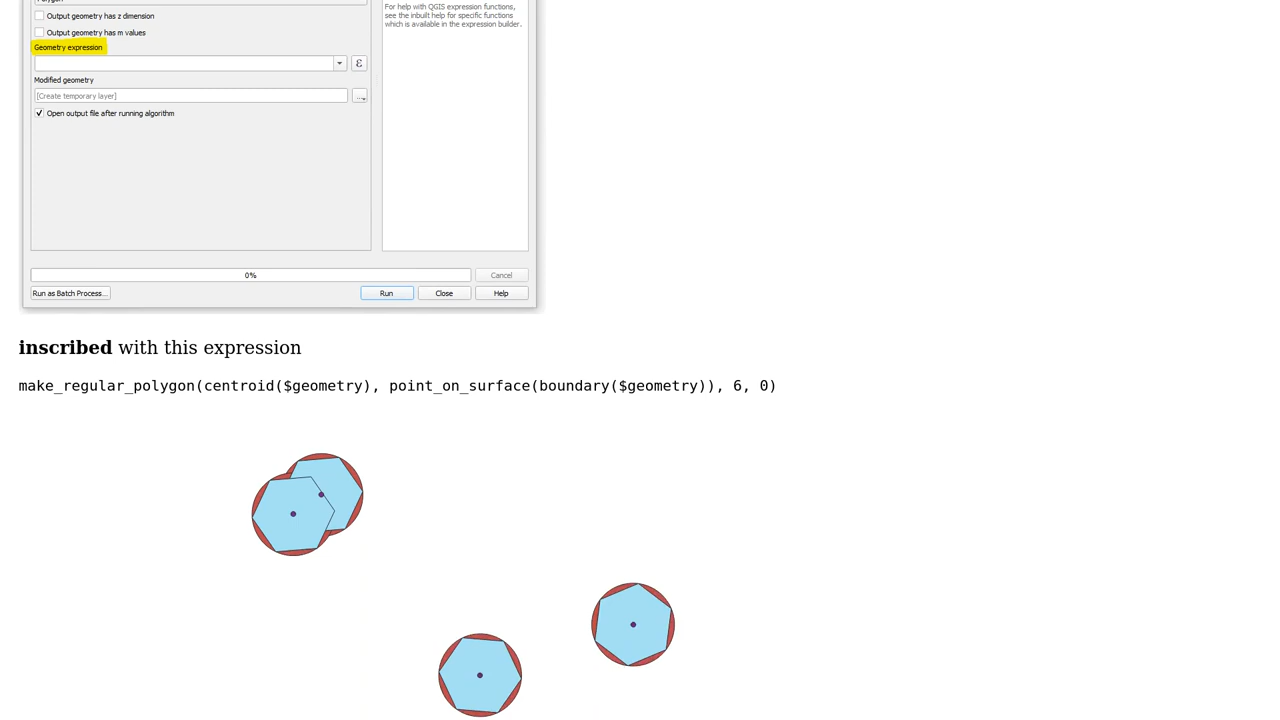 Output geometry has z dimension
Output geometry has m values
Geometry expression
ε
Modified geometry
[Create temporary layer]
...
Open output file after running algorithm
For help with QGIS expression functions,
see the inbuilt help for specific functions
which is available in the expression builder.
0%
Cancel
Run as Batch Process...
Run
Close
Help
inscribed with this expression
make_regular_polygon(centroid($geometry), point_on_surface(boundary($geometry)), 6, 0)